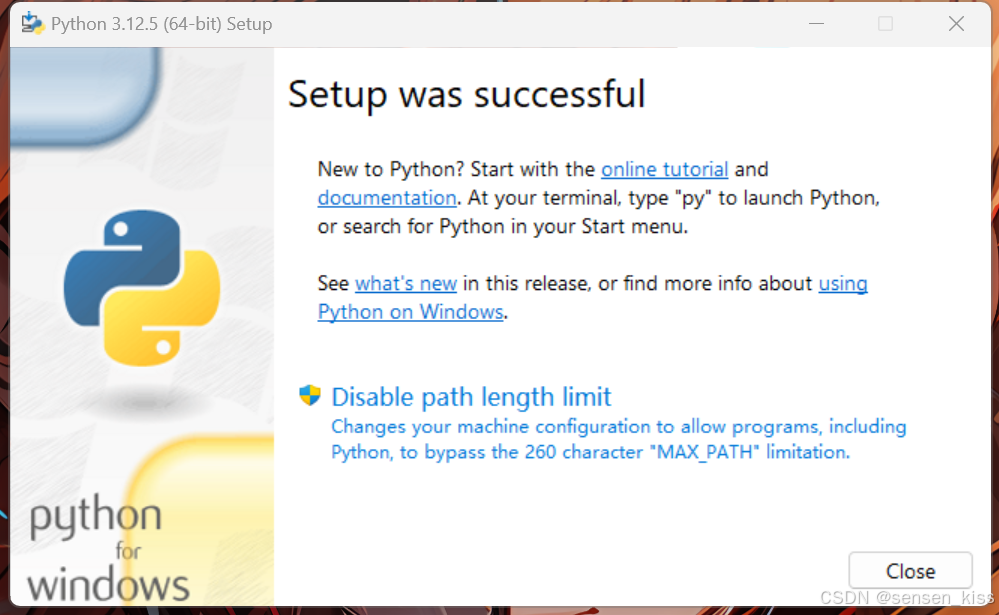 Python 3.12.5 (64-bit) Setup
Setup was successful
New to Python? Start with the online tutorial and
documentation. At your terminal, type "py" to launch Python,
or search for Python in your Start menu.
See what's new in this release, or find more info about using
Python on Windows.
Disable path length limit
Changes your machine configuration to allow programs, including
Python, to bypass the 260 character "MAX_PATH" limitation.
python
for
windows
Close
CSDN @sensen_kiss